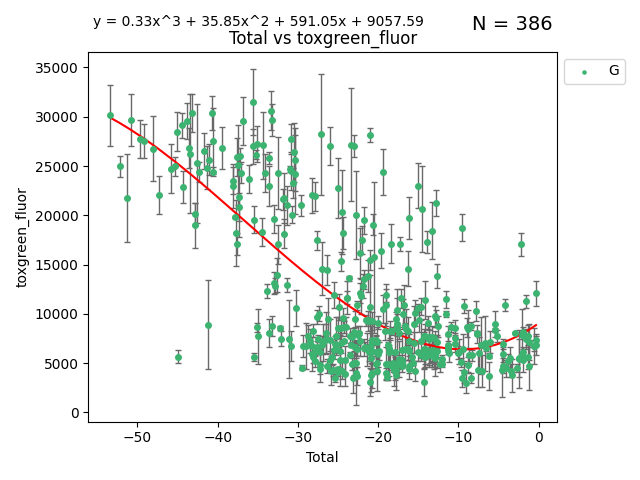 y = 0.33x^3 + 35.85x^2 + 591.05x + 9057.59
N = 386
Total vs toxgreen_fluor
G
35000
30000
25000
20000
15000
10000
5000
0
toxgreen_fluor
−50
−40
−30
−20
−10
0
Total